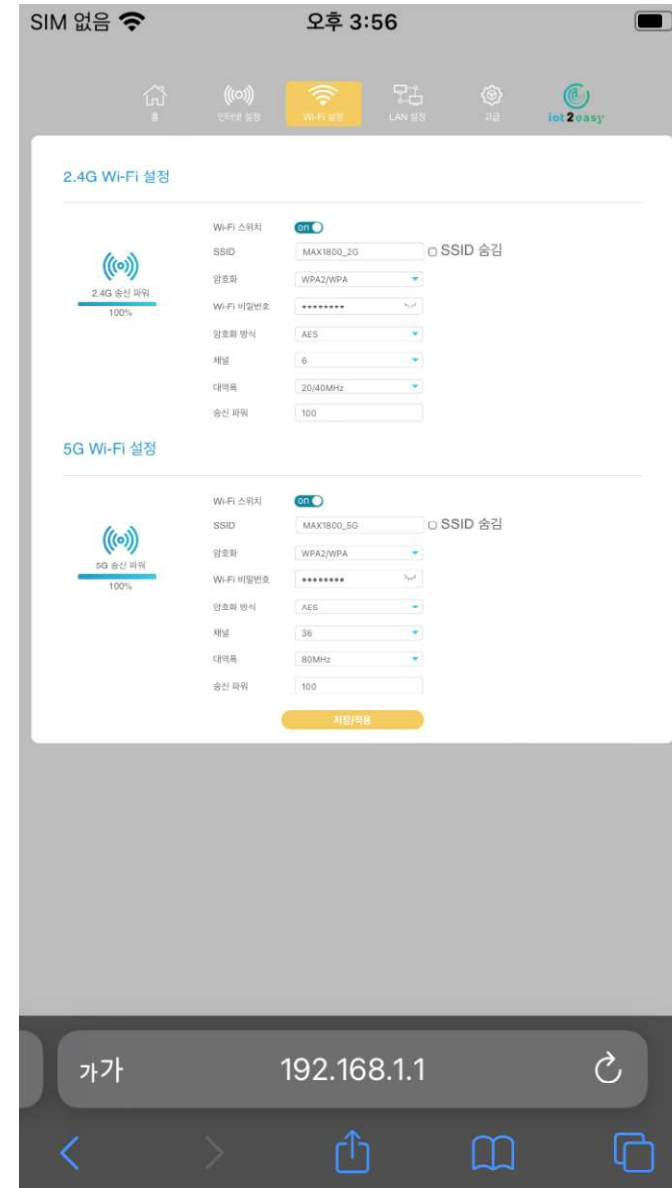 SIM 없음 오후 3:56
홈 인터넷 설정 Wi-Fi 설정 LAN 설정 고급 iot2easy
2.4G Wi-Fi 설정
Wi-Fi 스위치 on
SSID MAX1800_2G SSID 숨김
암호화 WPA2/WPA
2.4G 송신 파워
100%
Wi-Fi 비밀번호 ••••••••
암호화 방식 AES
채널 6
대역폭 20/40MHz
송신 파워 100
5G Wi-Fi 설정
Wi-Fi 스위치 on
SSID MAX1800_5G SSID 숨김
암호화 WPA2/WPA
5G 송신 파워
100%
Wi-Fi 비밀번호 ••••••••
암호화 방식 AES
채널 36
대역폭 80MHz
송신 파워 100
저장/적용
가가 192.168.1.1